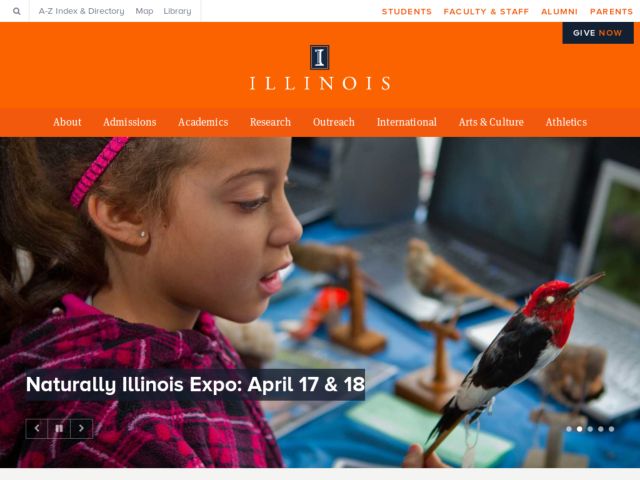 A-Z Index & Directory Map Library
STUDENTS FACULTY & STAFF ALUMNI PARENTS
GIVE NOW
I
ILLINOIS
About Admissions Academics Research Outreach International Arts & Culture Athletics
Naturally Illinois Expo: April 17 & 18